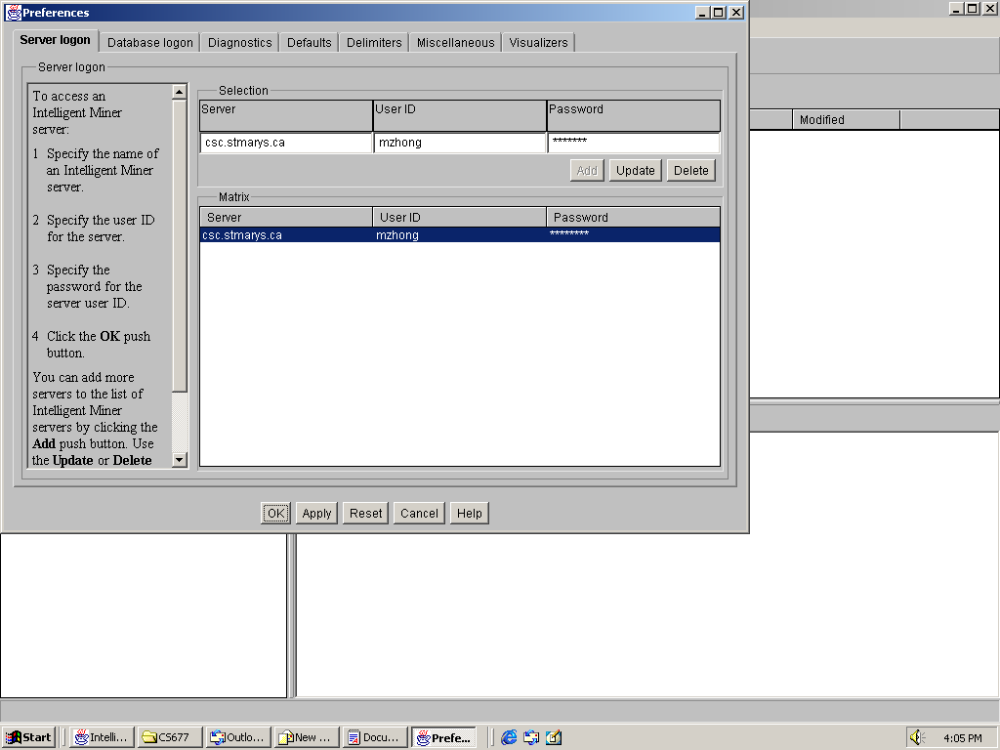 Preferences
Server logon Database logon Diagnostics Defaults Delimiters Miscellaneous Visualizers
Server logon
To access an
Intelligent Miner
server:
1 Specify the name of
an Intelligent Miner
server.
2 Specify the user ID
for the server.
3 Specify the
password for the
server user ID.
4 Click the OK push
button.
You can add more
servers to the list of
Intelligent Miner
servers by clicking the
Add push button. Use
the Update or Delete
Selection
Server User ID Password
csc.stmarys.ca mzhong *******
Add Update Delete
Matrix
Server User ID Password
csc.stmarys.ca mzhong ********
OK Apply Reset Cancel Help
Modified
Start Intelli... CS677 Outlo... New ... Docu... Prefe... 4:05 PM